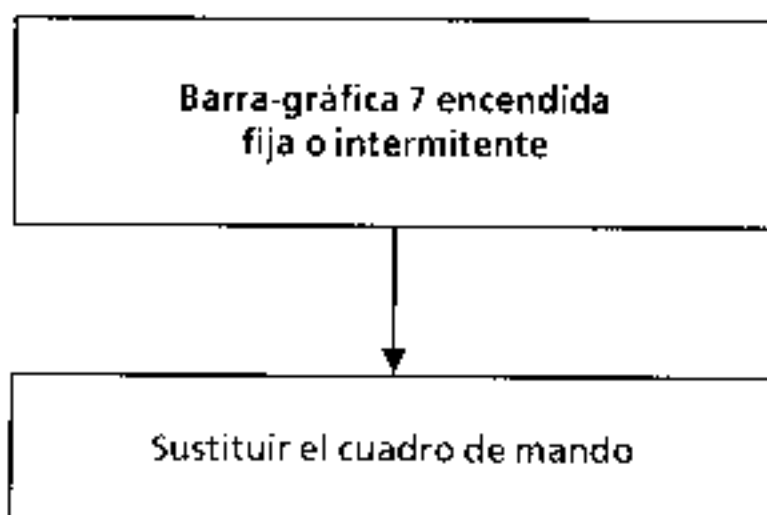 Barra-gráfica 7 encendida
fija o intermitente
Sustituir el cuadro de mando